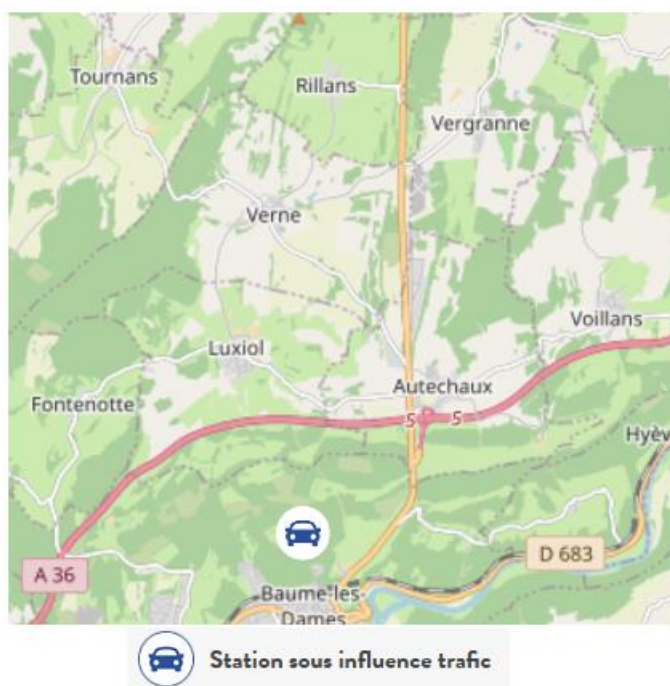 Tournans
Rillans
Vergranne
Verne
Voillans
Luxiol
Autechaux
Fontenotte
5 5
Hyèv
D 683
A 36
Baume-les-
Dames
Station sous influence trafic